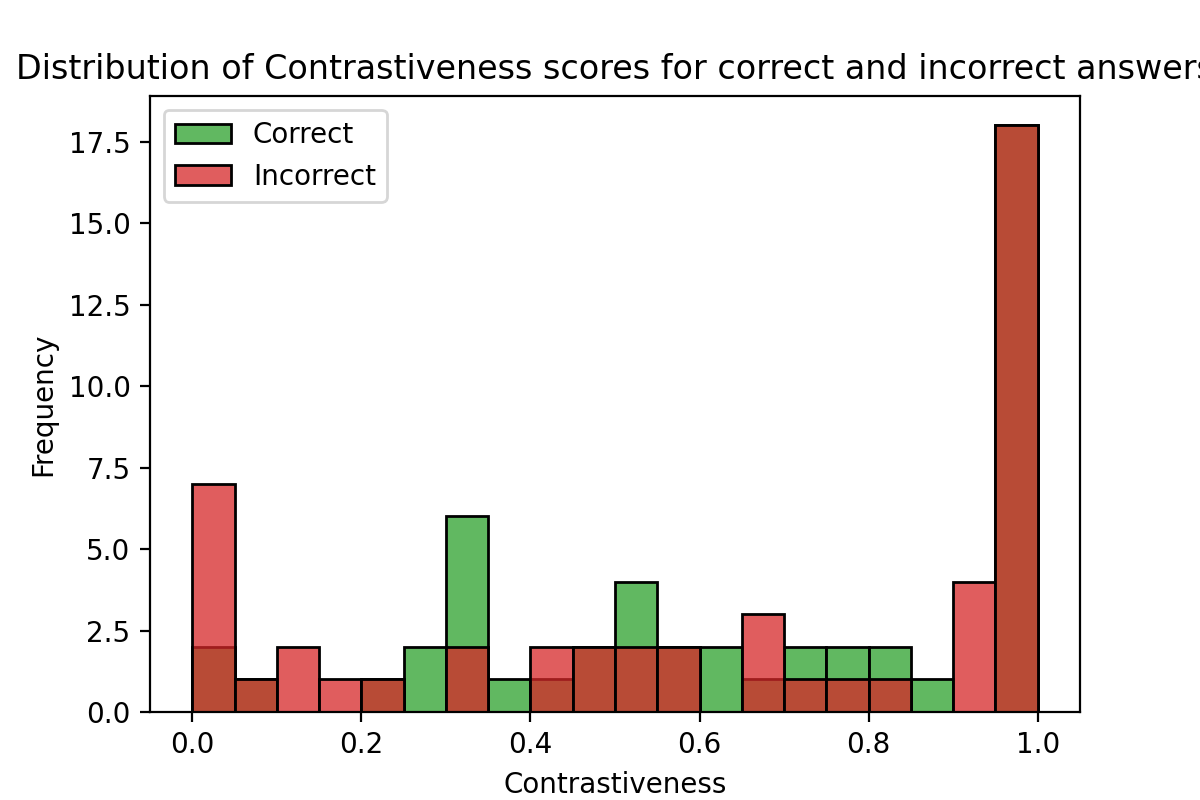 Distribution of Contrastiveness scores for correct and incorrect answers
Correct
Incorrect
17.5
15.0
12.5
10.0
7.5
5.0
2.5
0.0
Frequency
0.0 0.2 0.4 0.6 0.8 1.0
Contrastiveness